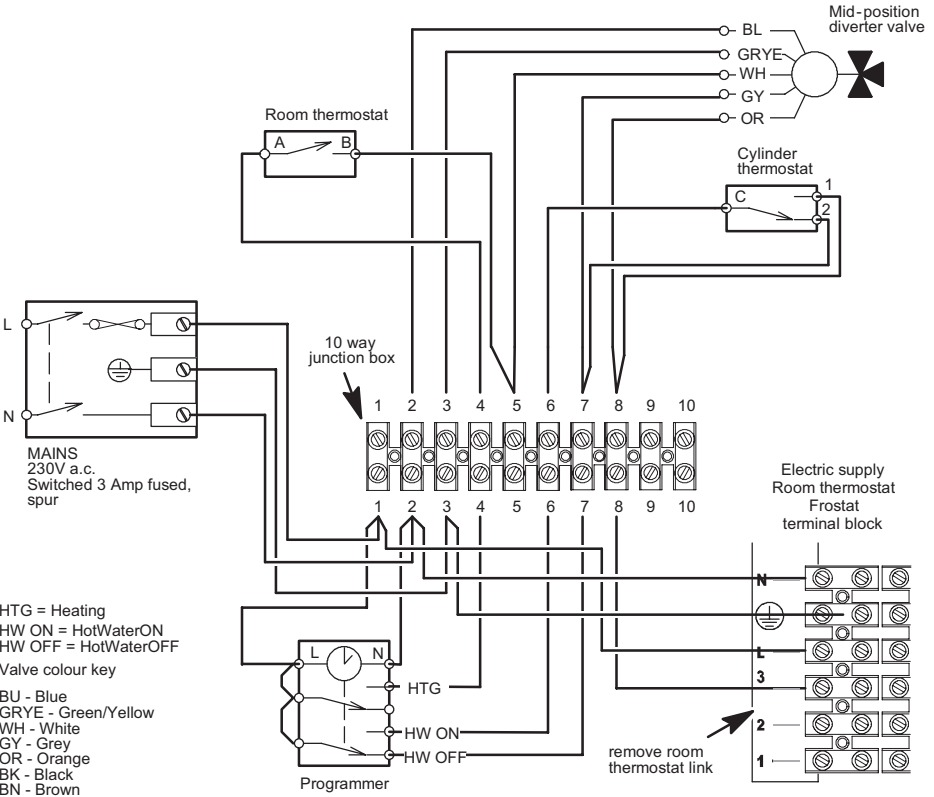 Mid-position
diverter valve
BL
GRYE
WH
GY
OR
Room thermostat
A B
Cylinder
thermostat
C
1
2
L
N
MAINS
230V a.c.
Switched 3 Amp fused,
spur
10 way
junction box
1 2 3 4 5 6 7 8 9 10
1 2 3 4 5 6 7 8 9 10
Electric supply
Room thermostat
Frostat
terminal block
N
L
3
2
1
remove room
thermostat link
HTG = Heating
HW ON = HotWaterON
HW OFF = HotWaterOFF
Valve colour key
BU - Blue
GRYE - Green/Yellow
WH - White
GY - Grey
OR - Orange
BK - Black
BN - Brown
L N
HTG
HW ON
HW OFF
Programmer